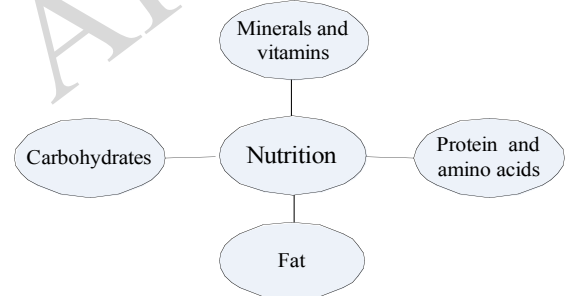 Minerals and
vitamins
Carbohydrates
Nutrition
Protein and
amino acids
Fat